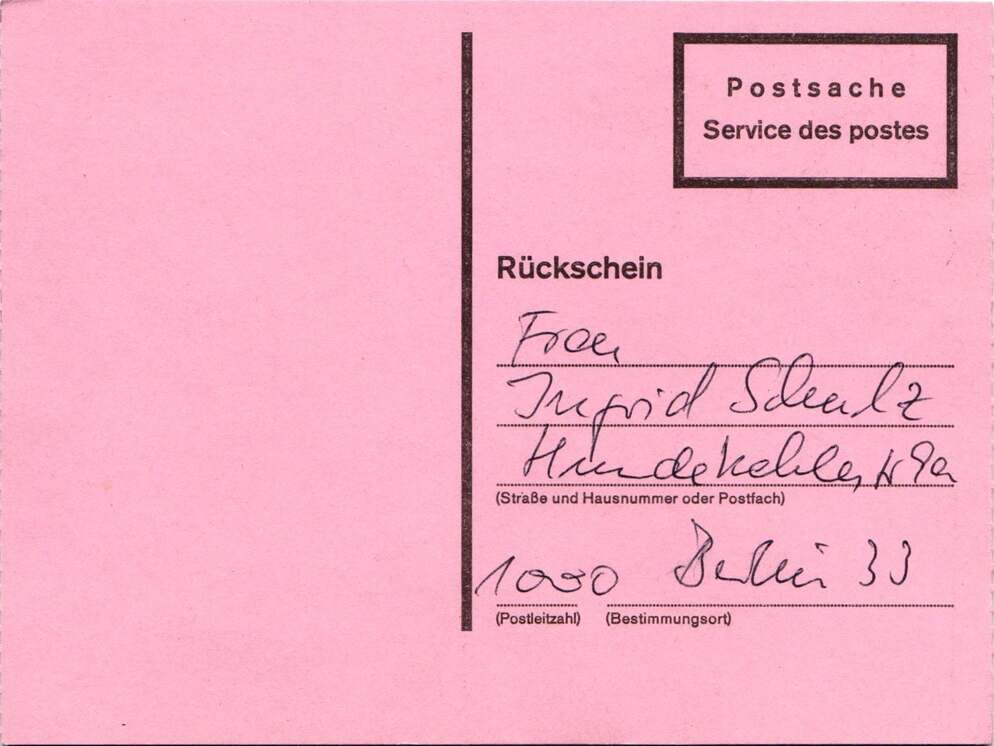 Postsache
Service des postes
Rückschein
Frau
Ingrid Schulz
Hundekehlestr 9a
(Straße und Hausnummer oder Postfach)
1000 Berlin 33
(Postleitzahl) (Bestimmungsort)